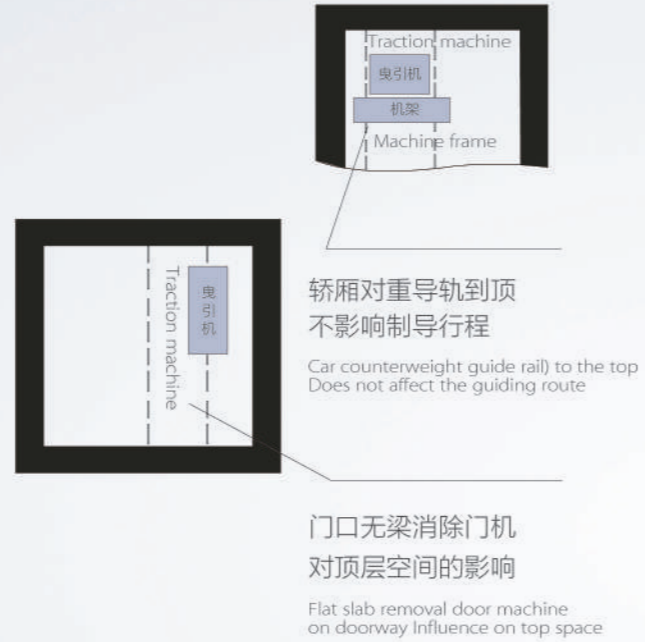 Traction machine
曳引机
机架
Machine frame
Traction machine
曳引机
轿厢对重导轨到顶
不影响制导行程
Car counterweight guide rail) to the top
Does not affect the guiding route
门口无梁消除门机
对顶层空间的影响
Flat slab removal door machine
on doorway Influence on top space